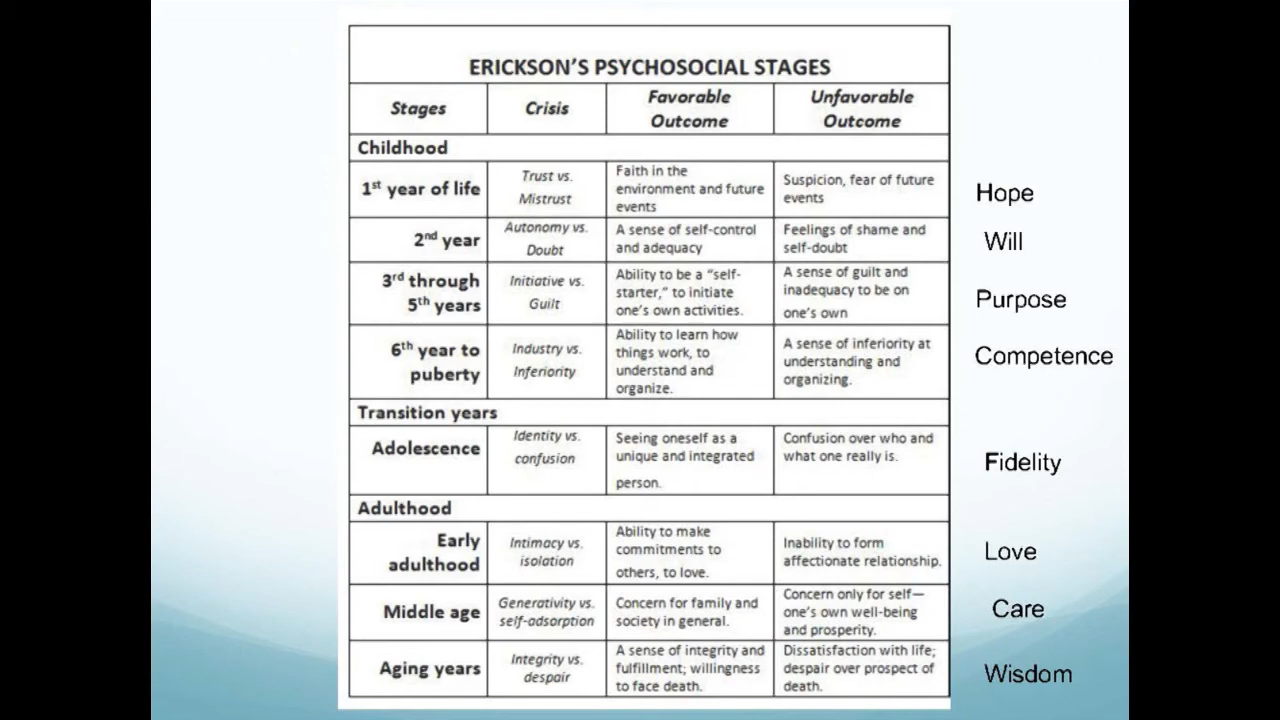 ERICKSON'S PSYCHOSOCIAL STAGES
Stages
Crisis
Favorable
Outcome
Unfavorable
Outcome
Childhood
1st year of life
Trust vs.
Mistrust
Faith in the
environment and future
events
Suspicion, fear of future
events
Hope
2nd year
Autonomy vs.
Doubt
A sense of self-control
and adequacy
Feelings of shame and
self-doubt
Will
3rd through
5th years
Initiative vs.
Guilt
Ability to be a "self-
starter," to initiate
one's own activities.
A sense of guilt and
inadequacy to be on
one's own
Purpose
6th year to
puberty
Industry vs.
Inferiority
Ability to learn how
things work, to
understand and
organize.
A sense of inferiority at
understanding and
organizing.
Competence
Transition years
Adolescence
Identity vs.
confusion
Seeing oneself as a
unique and integrated
person.
Confusion over who and
what one really is.
Fidelity
Adulthood
Early
adulthood
Intimacy vs.
isolation
Ability to make
commitments to
others, to love.
Inability to form
affectionate relationship.
Love
Middle age
Generativity vs.
self-adsorption
Concern for family and
society in general.
Concern only for self—
one's own well-being
and prosperity.
Care
Aging years
Integrity vs.
despair
A sense of integrity and
fulfillment; willingness
to face death.
Dissatisfaction with life;
despair over prospect of
death.
Wisdom